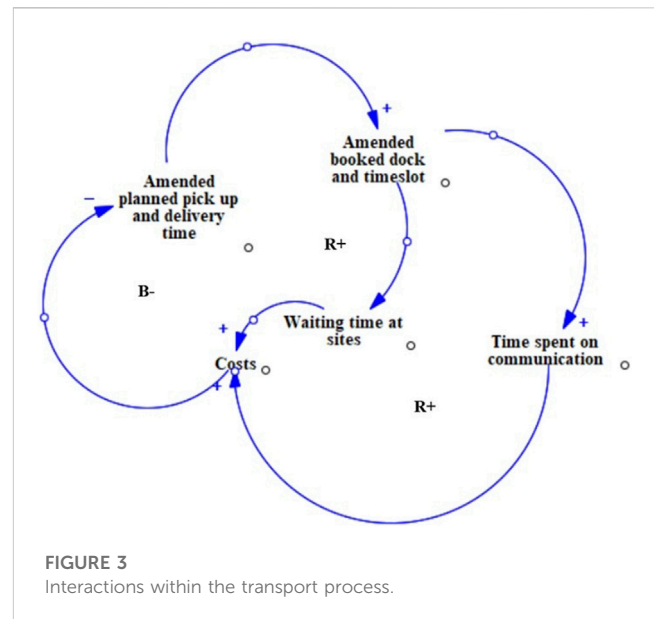 +
Amended
booked dock
and timeslot
Amended
planned pick up
and delivery
time
–
R+
B-
Waiting time at
sites
+
+
Time spent on
communication
Costs
+
R+
FIGURE 3
Interactions within the transport process.